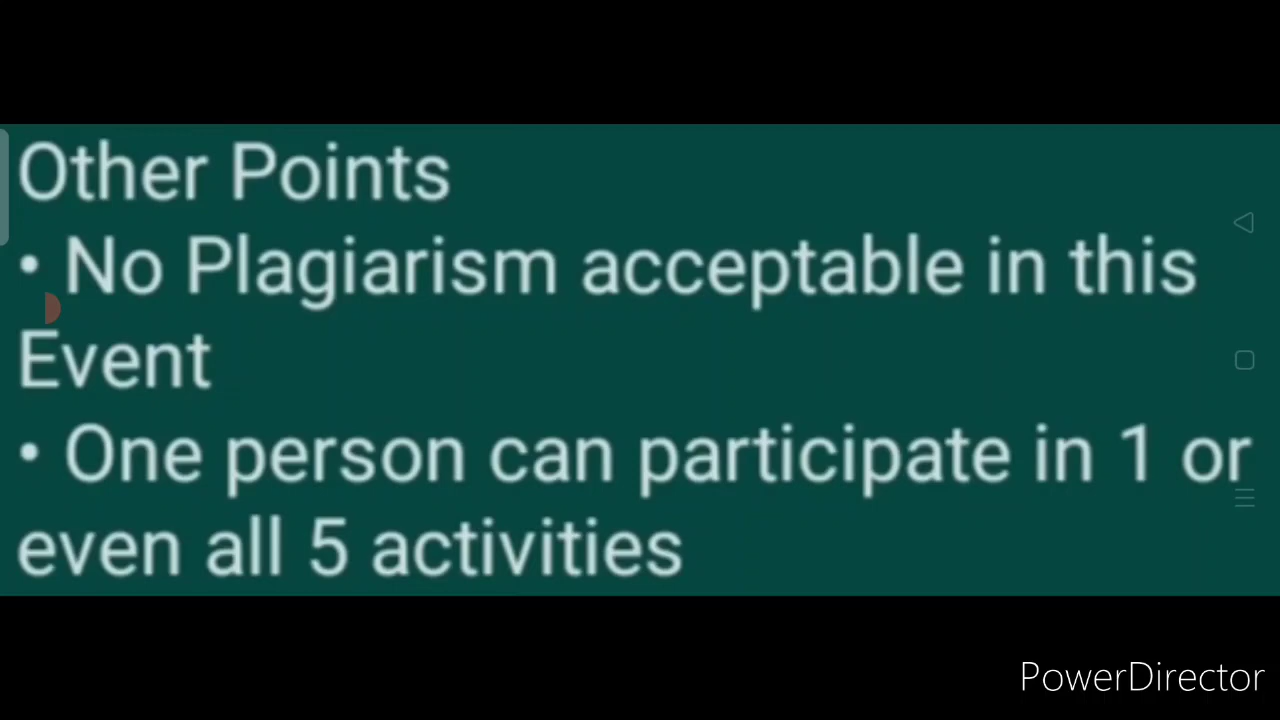 Other Points
• No Plagiarism acceptable in this
Event
• One person can participate in 1 or
even all 5 activities
PowerDirector